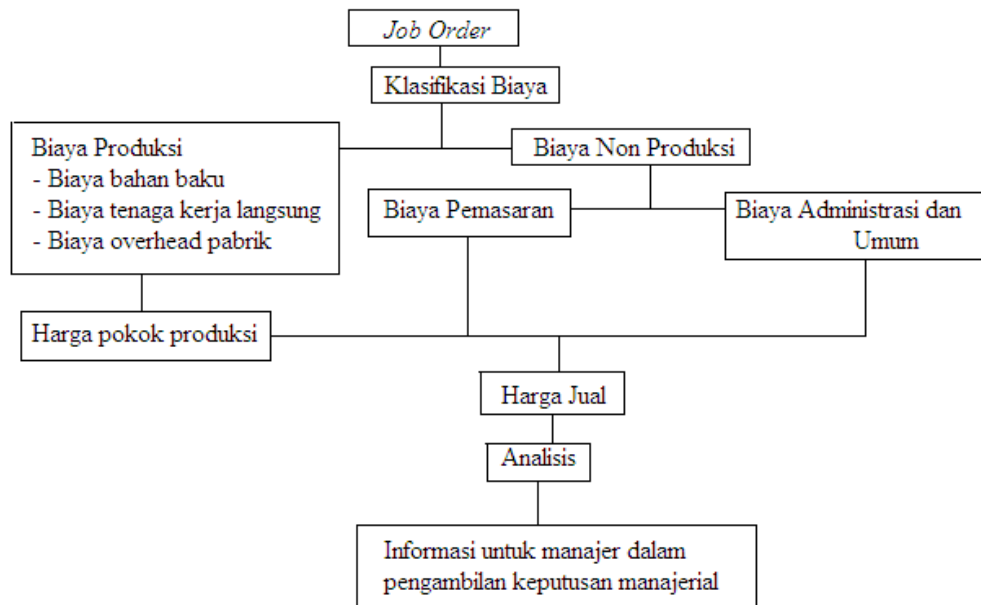 Job Order
Klasifikasi Biaya
Biaya Produksi
- Biaya bahan baku
- Biaya tenaga kerja langsung
- Biaya overhead pabrik
Biaya Non Produksi
Biaya Pemasaran
Biaya Administrasi dan
Umum
Harga pokok produksi
Harga Jual
Analisis
Informasi untuk manajer dalam
pengambilan keputusan manajerial